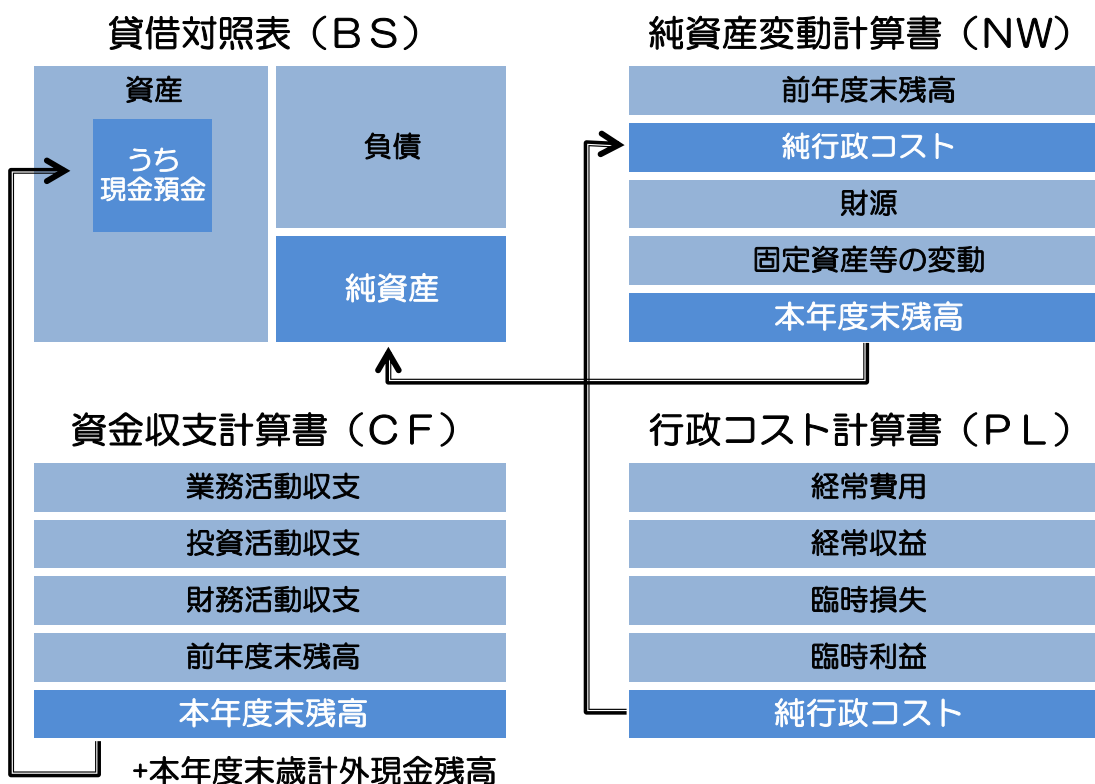 貸借対照表（ＢＳ）
資産
うち
現金預金
負債
純資産
純資産変動計算書（ＮＷ）
前年度末残高
純行政コスト
財源
固定資産等の変動
本年度末残高
資金収支計算書（ＣＦ）
業務活動収支
投資活動収支
財務活動収支
前年度末残高
本年度末残高
+本年度末歳計外現金残高
行政コスト計算書（ＰＬ）
経常費用
経常収益
臨時損失
臨時利益
純行政コスト